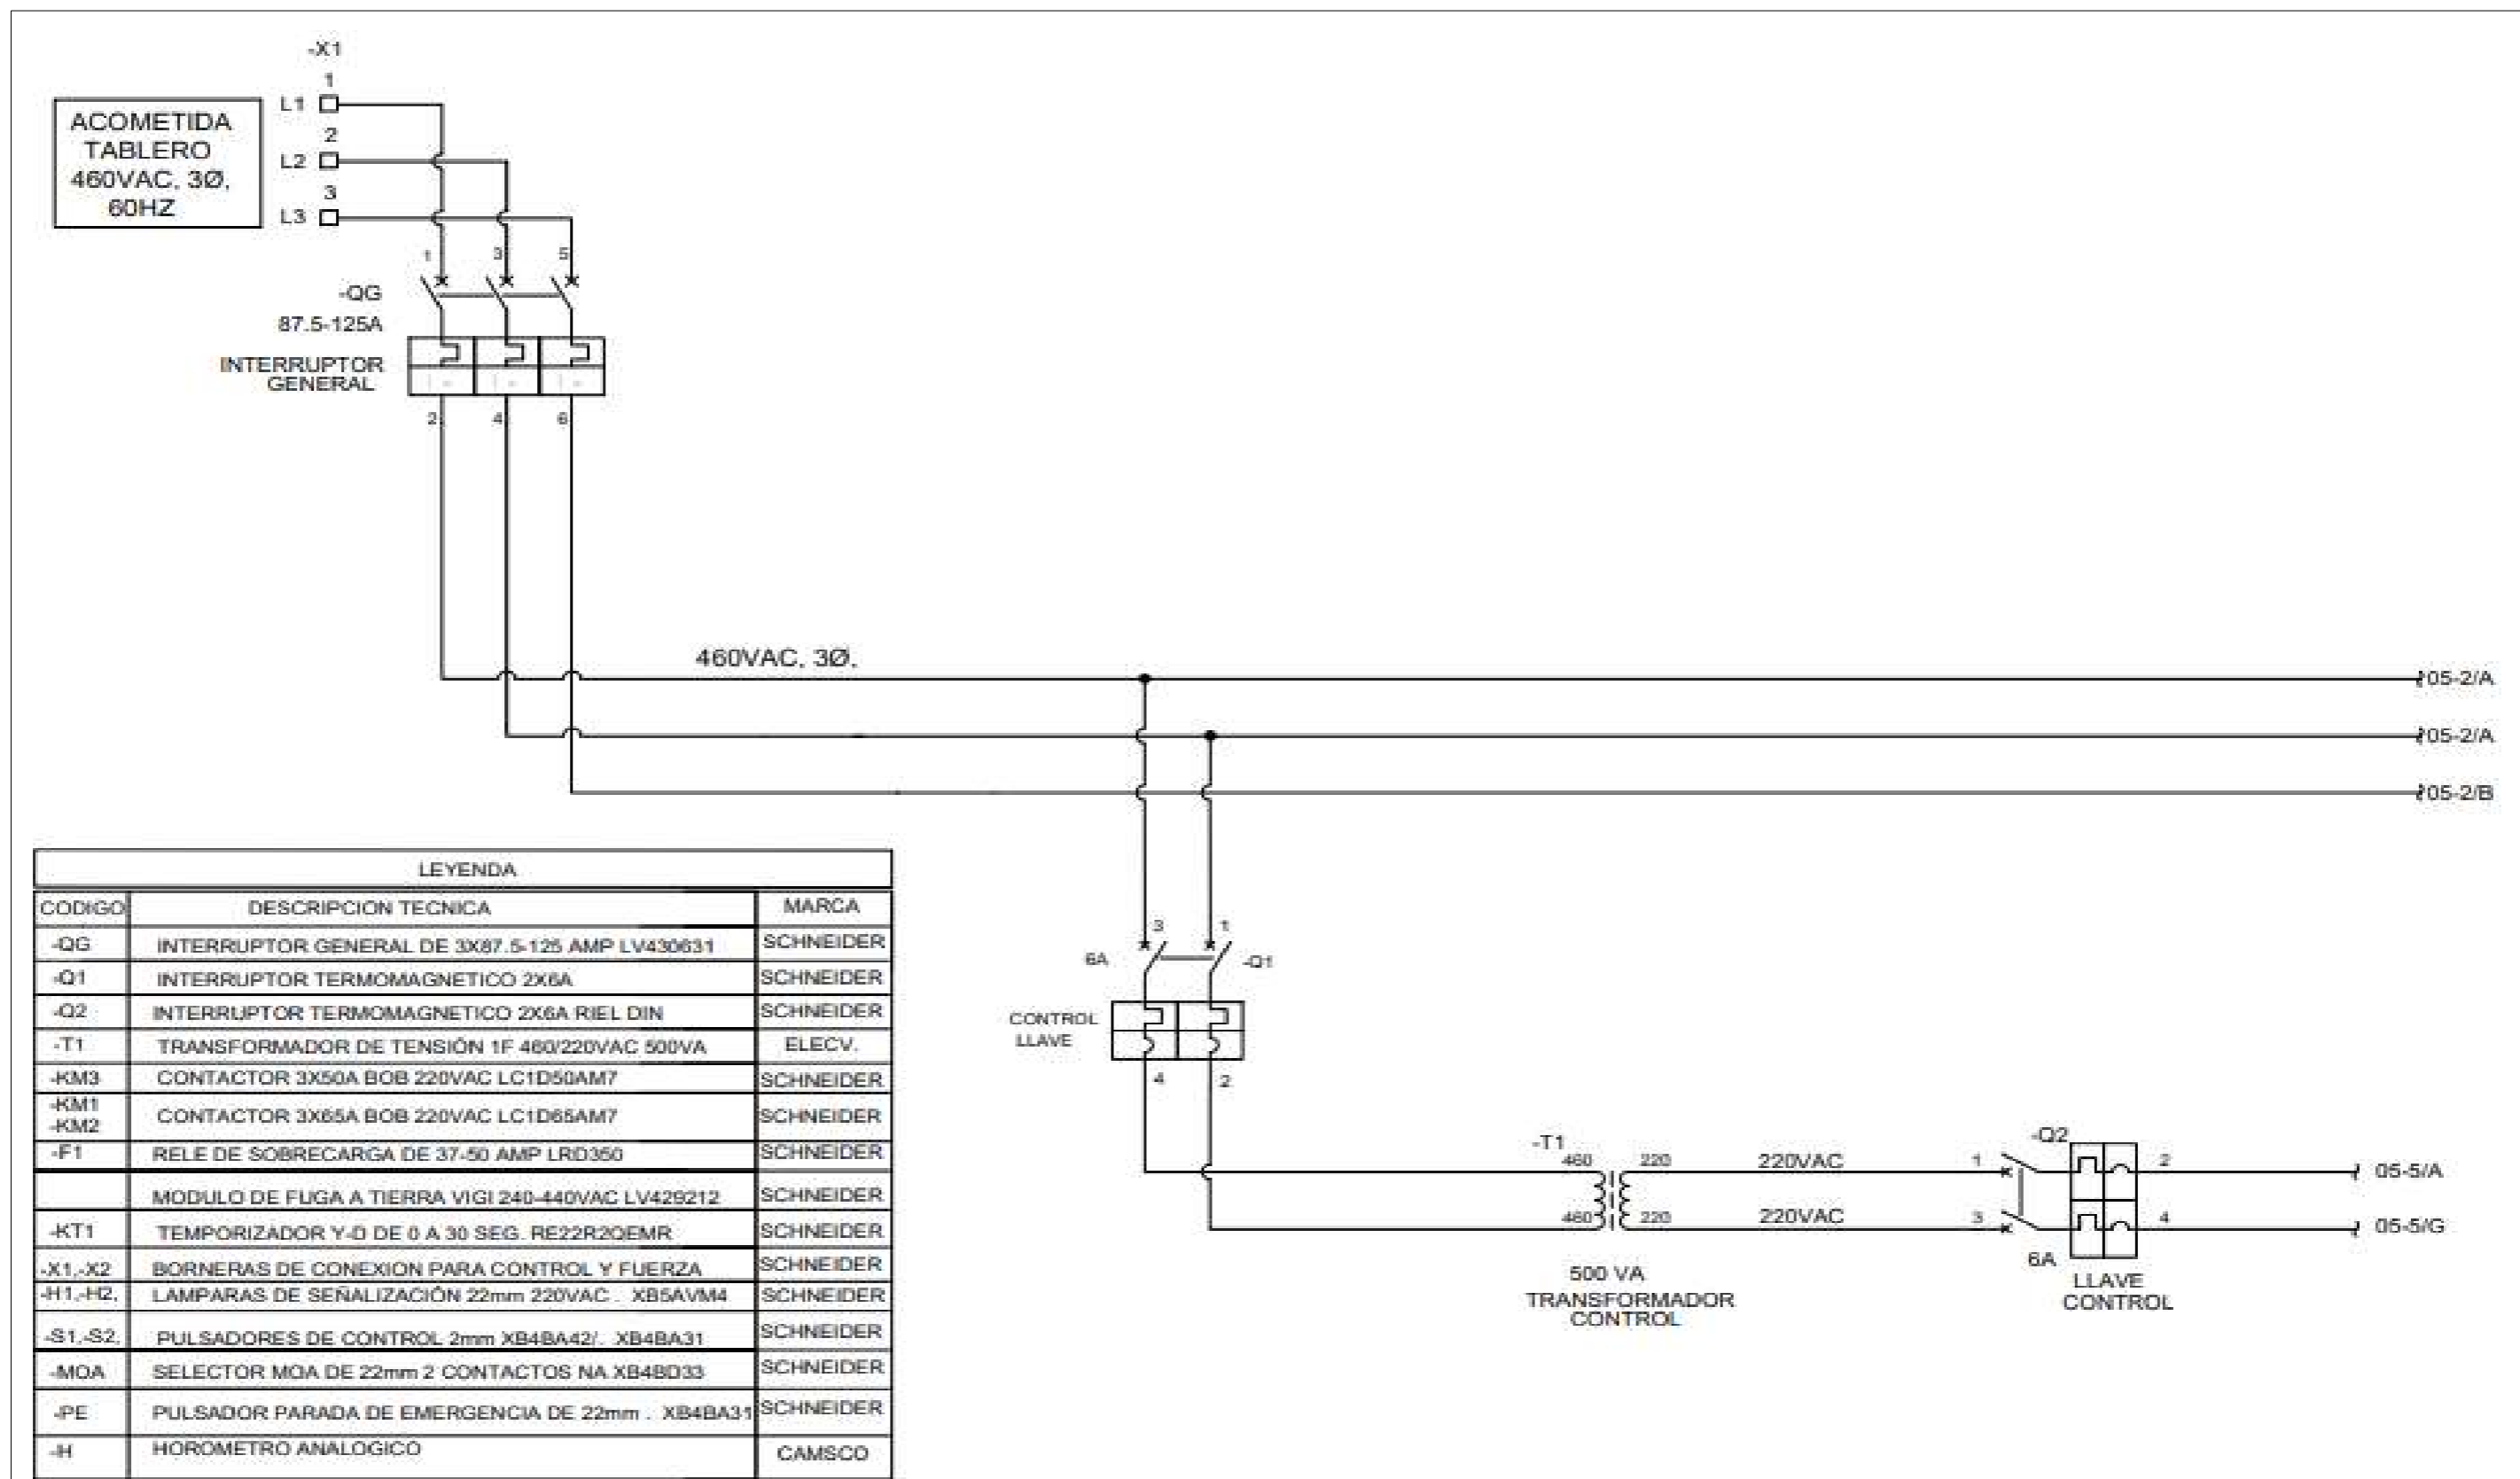 -X1
1
L1
2
L2
3
L3
ACOMETIDA
TABLERO
460VAC, 3Ø,
60HZ
1 3 5
-QG
87.5-125A
INTERRUPTOR
GENERAL
2 4 6
460VAC, 3Ø,
05-2/A
05-2/A
05-2/B
3 1
6A
-Q1
CONTROL
LLAVE
4 2
-T1
460 220 220VAC 1
460 220 220VAC 3
500 VA
TRANSFORMADOR
CONTROL
-Q2
2 05-5/A
4 05-5/G
6A
LLAVE
CONTROL
LEYENDA
CODIGO DESCRIPCION TECNICA MARCA
-QG INTERRUPTOR GENERAL DE 3X87.5-125 AMP LV430631 SCHNEIDER
-Q1 INTERRUPTOR TERMOMAGNETICO 2X6A SCHNEIDER
-Q2 INTERRUPTOR TERMOMAGNETICO 2X6A RIEL DIN SCHNEIDER
-T1 TRANSFORMADOR DE TENSIÓN 1F 460/220VAC 500VA ELECV.
-KM3 CONTACTOR 3X50A BOB 220VAC LC1D50AM7 SCHNEIDER
-KM1
-KM2 CONTACTOR 3X65A BOB 220VAC LC1D65AM7 SCHNEIDER
-F1 RELE DE SOBRECARGA DE 37-50 AMP LRD350 SCHNEIDER
MODULO DE FUGA A TIERRA VIGI 240-440VAC LV429212 SCHNEIDER
-KT1 TEMPORIZADOR Y-D DE 0 A 30 SEG. RE22R2QEMR SCHNEIDER
-X1,-X2 BORNERAS DE CONEXION PARA CONTROL Y FUERZA SCHNEIDER
-H1,-H2, LAMPARAS DE SEÑALIZACIÓN 22mm 220VAC . XB5AVM4 SCHNEIDER
-S1,-S2, PULSADORES DE CONTROL 2mm XB4BA42/. XB4BA31 SCHNEIDER
-MOA SELECTOR MOA DE 22mm 2 CONTACTOS NA XB4BD33 SCHNEIDER
-PE PULSADOR PARADA DE EMERGENCIA DE 22mm . XB4BA31 SCHNEIDER
-H HOROMETRO ANALOGICO CAMSCO